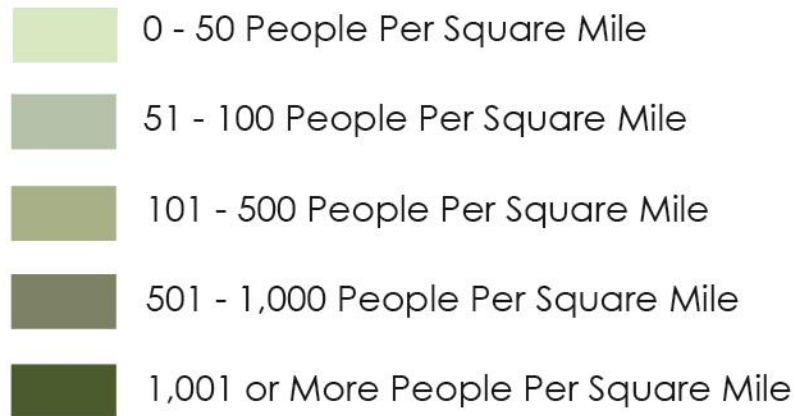 0 - 50 People Per Square Mile
51 - 100 People Per Square Mile
101 - 500 People Per Square Mile
501 - 1,000 People Per Square Mile
1,001 or More People Per Square Mile